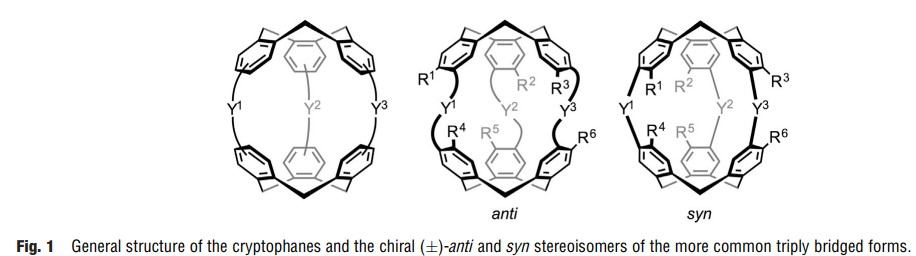 Y1 Y2 Y3
R1 R2 R3
Y1 Y2 Y3
R4 R5 R6
anti
R1 R2 R3
Y1 Y2 Y3
R4 R5 R6
syn
Fig. 1 General structure of the cryptophanes and the chiral (±)-anti and syn stereoisomers of the more common triply bridged forms.